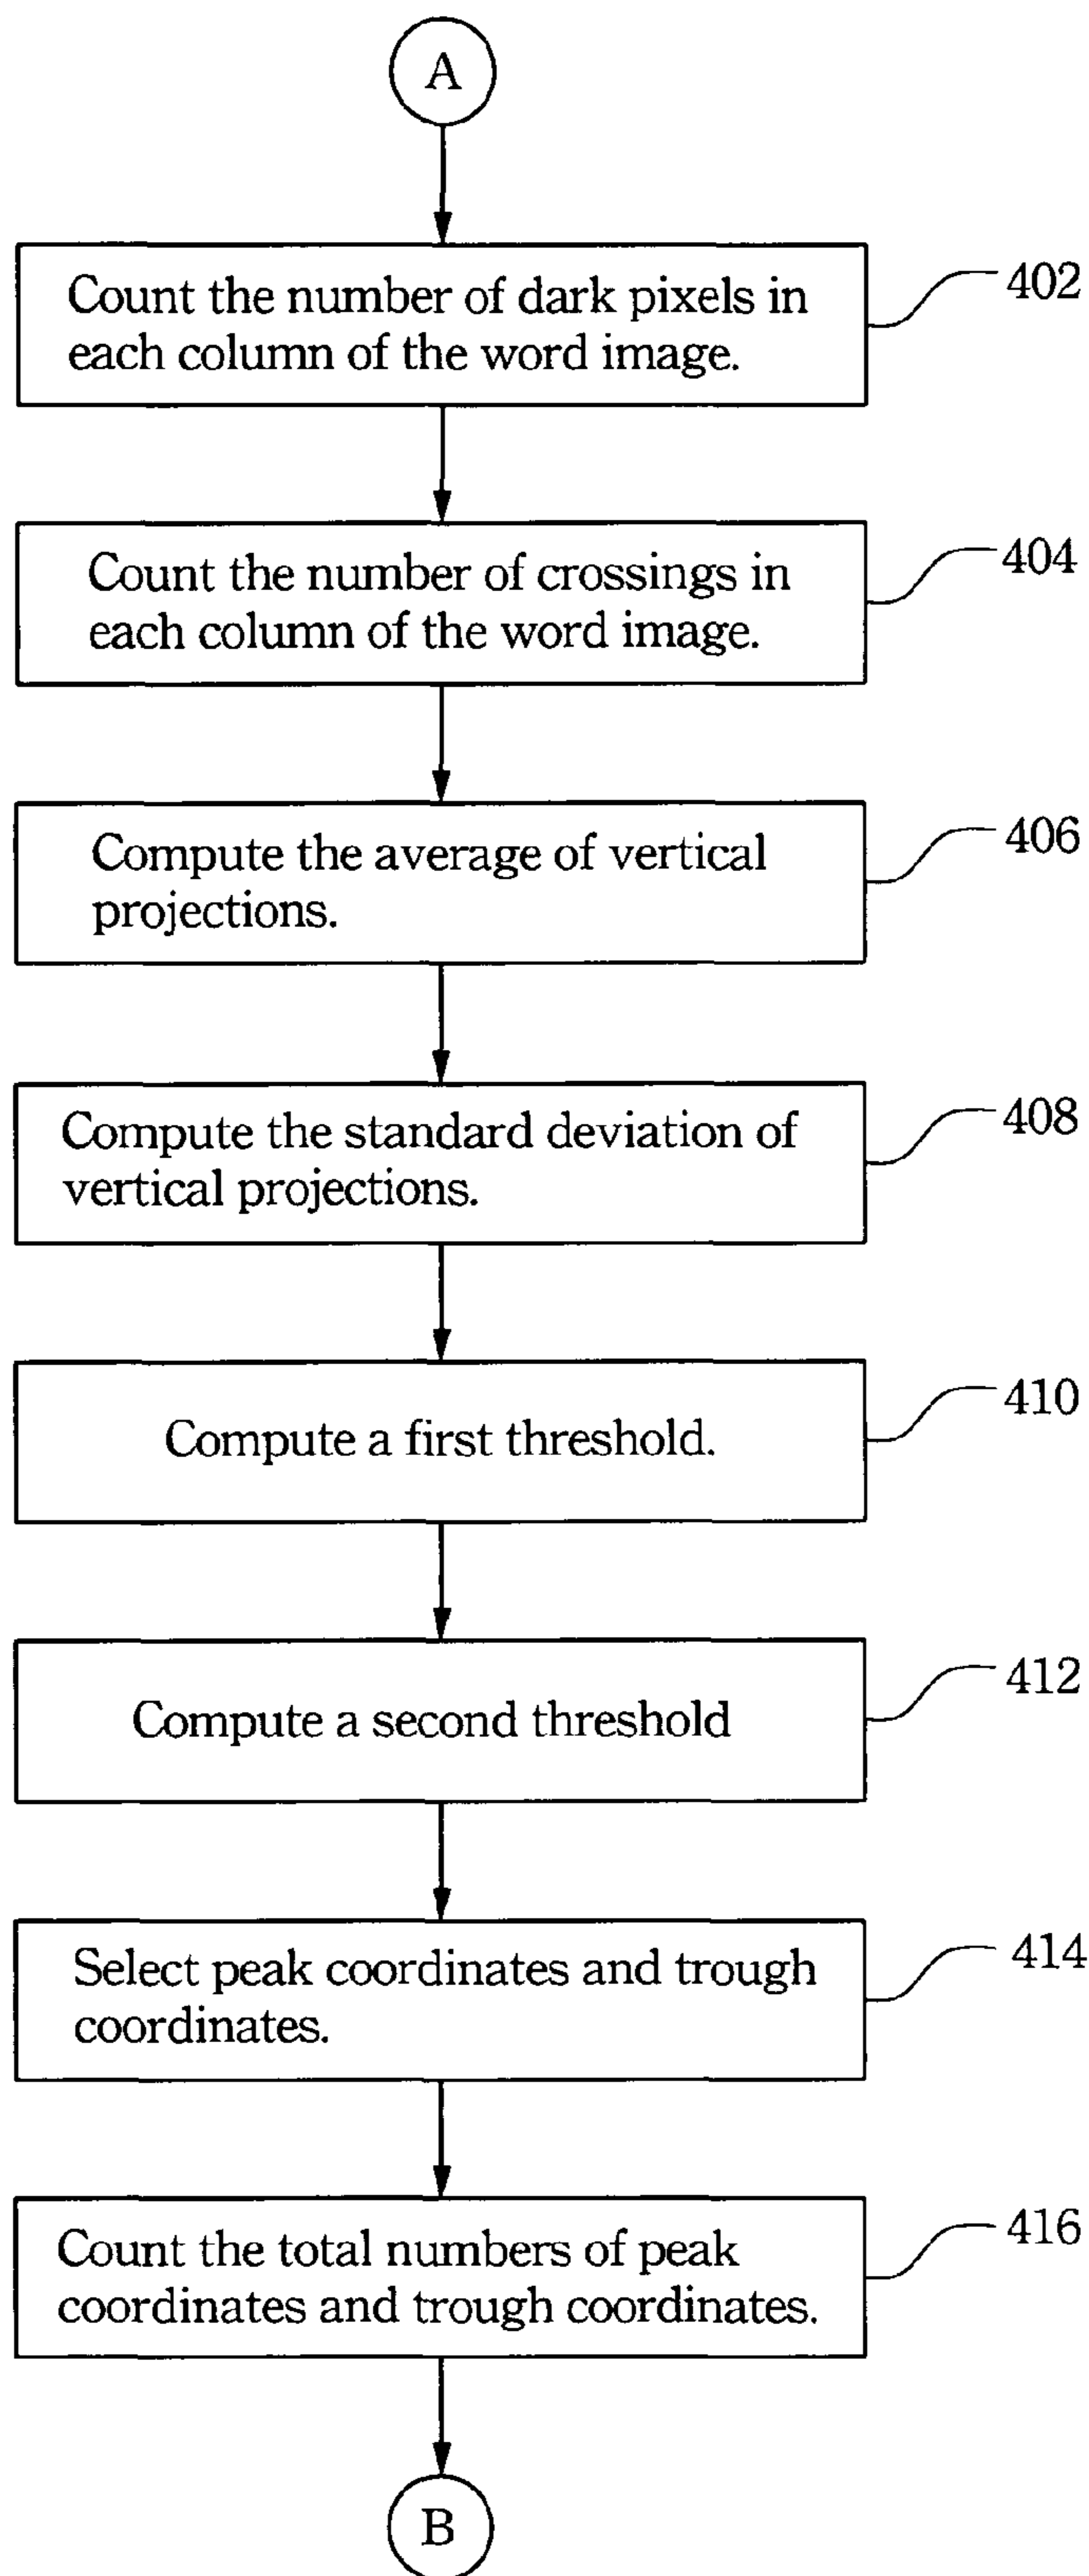 A
Count the number of dark pixels in
each column of the word image.
402
Count the number of crossings in
each column of the word image.
404
Compute the average of vertical
projections.
406
Compute the standard deviation of
vertical projections.
408
Compute a first threshold.
410
Compute a second threshold
412
Select peak coordinates and trough
coordinates.
414
Count the total numbers of peak
coordinates and trough coordinates.
416
B